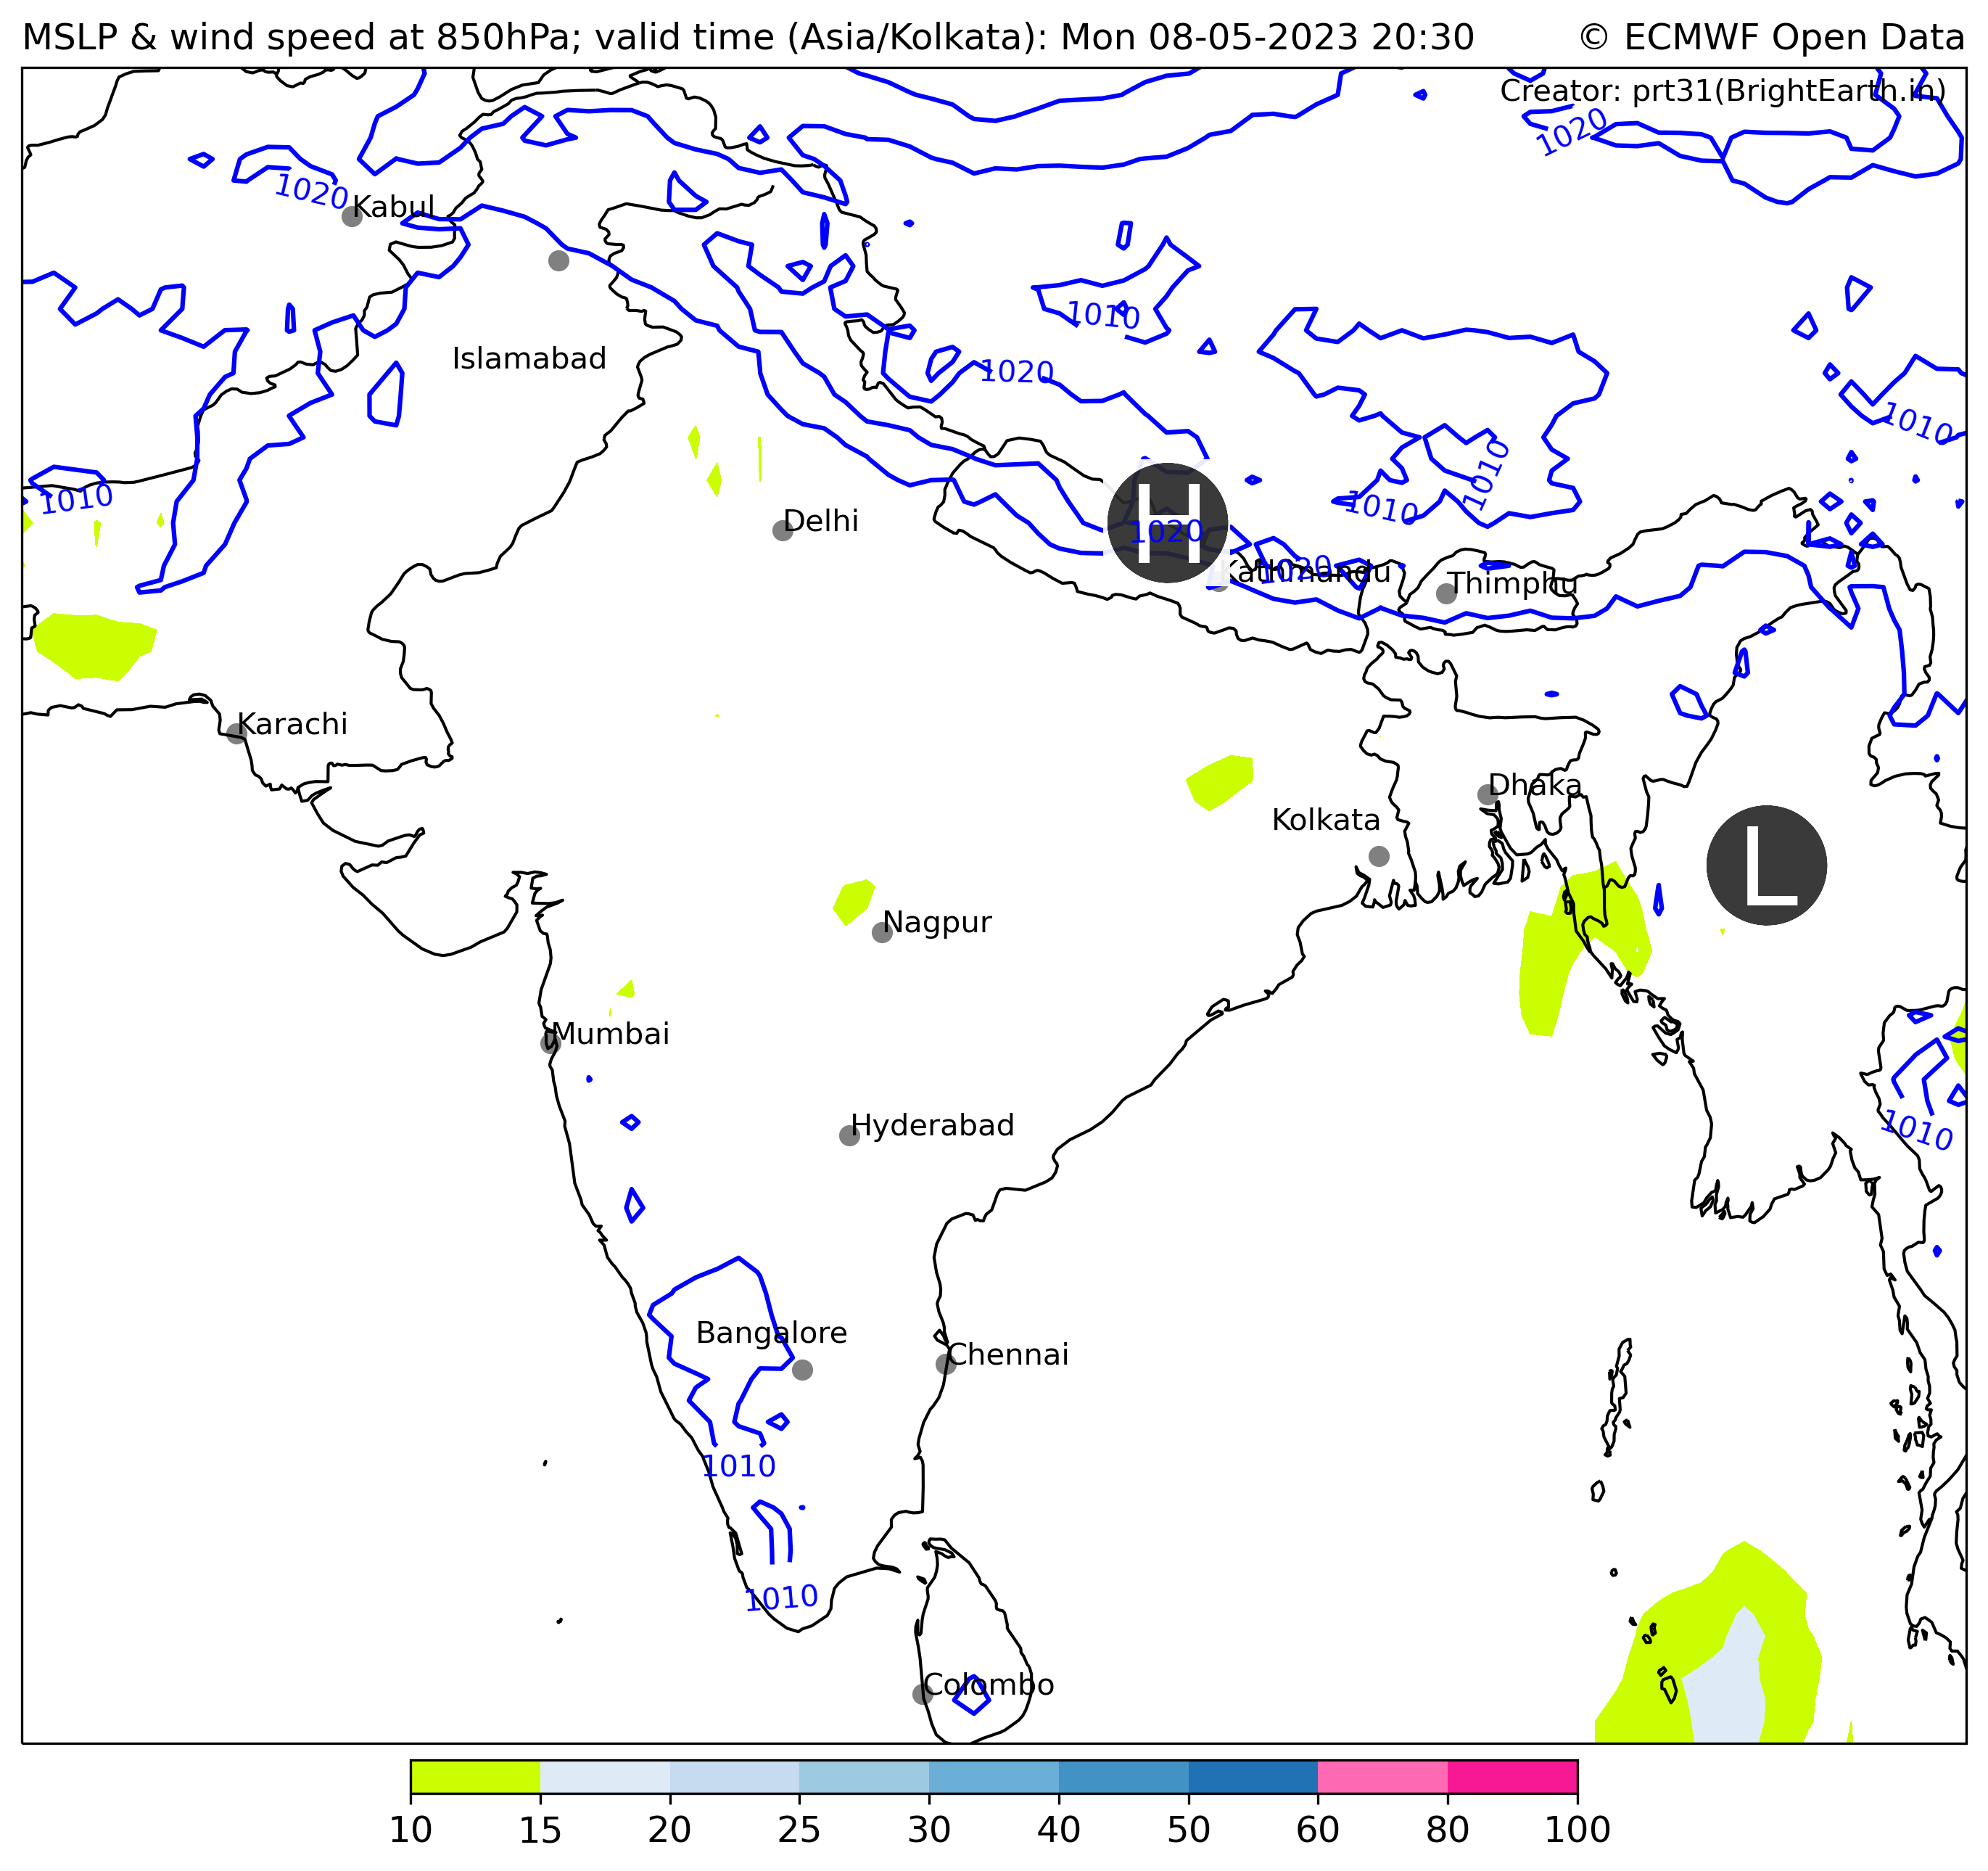 MSLP & wind speed at 850hPa; valid time (Asia/Kolkata): Mon 08-05-2023 20:30
© ECMWF Open Data
Creator: prt31(BrightEarth.in)
1020
1020
Kabul
1010
Islamabad
1020
1010
1010
1010
1010
Delhi
H
1020
Kathmandu
1020
Thimphu
Karachi
Dhaka
Kolkata
L
Nagpur
Mumbai
Hyderabad
1010
Bangalore
Chennai
1010
1010
Colombo
10 15 20 25 30 40 50 60 80 100